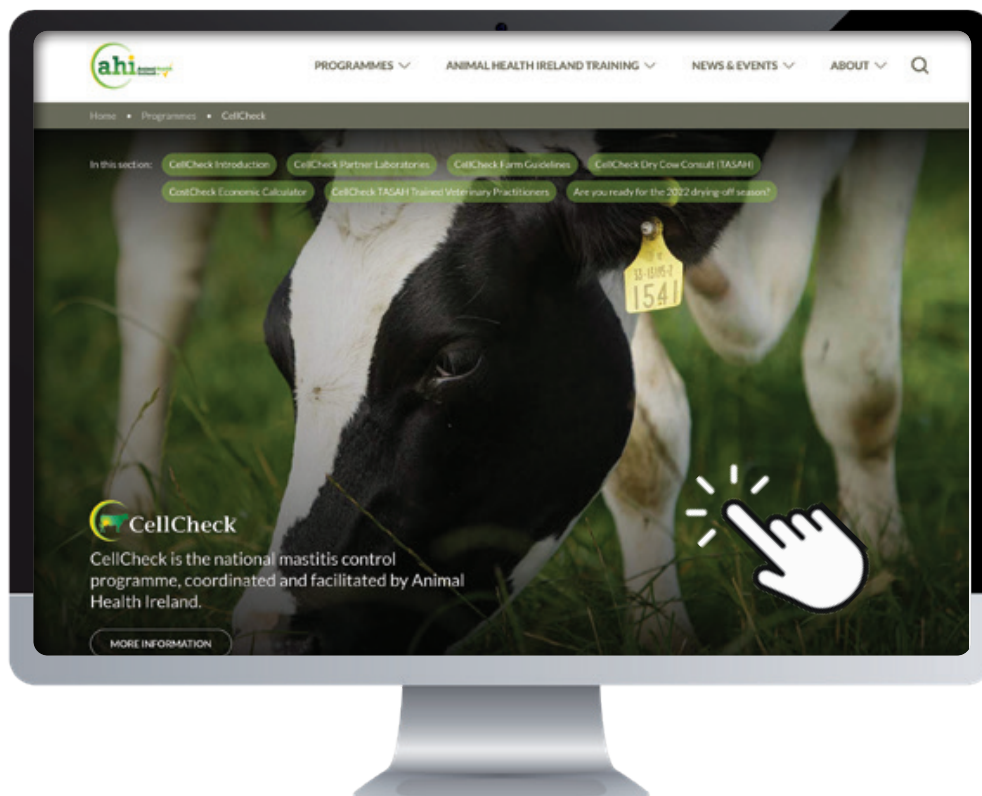 ahi Animal Health
PROGRAMMES ANIMAL HEALTH IRELAND TRAINING NEWS & EVENTS ABOUT
Home • Programmes • CellCheck
In this section: CellCheck Introduction CellCheck Partner Laboratories CellCheck Farm Guidelines CellCheck Dry Cow Consult (TASAH)
CostCheck Economic Calculator CellCheck TASAH Trained Veterinary Practitioners Are you ready for the 2022 drying-off season?
1541
CellCheck
CellCheck is the national mastitis control
programme, coordinated and facilitated by Animal
Health Ireland.
MORE INFORMATION